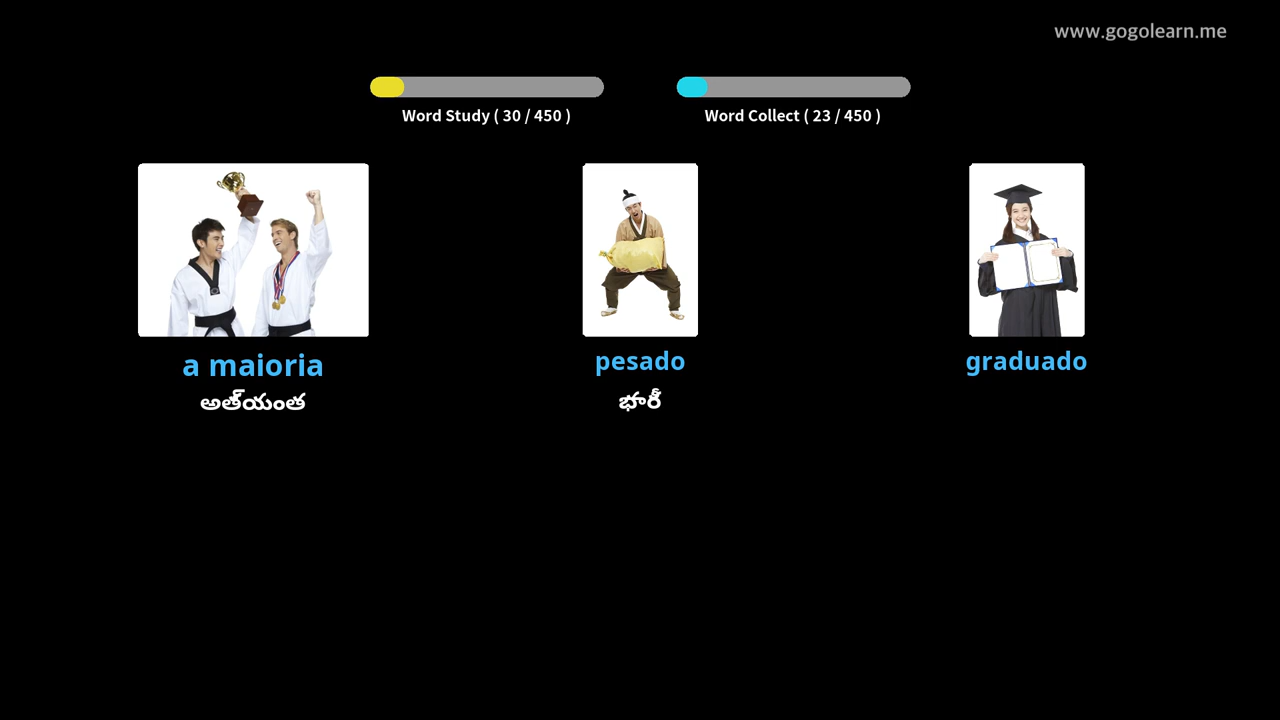 www.gogolearn.me
Word Study ( 30 / 450 )
Word Collect ( 23 / 450 )
a maioria
pesado
graduado
అత్యంత
భారీ